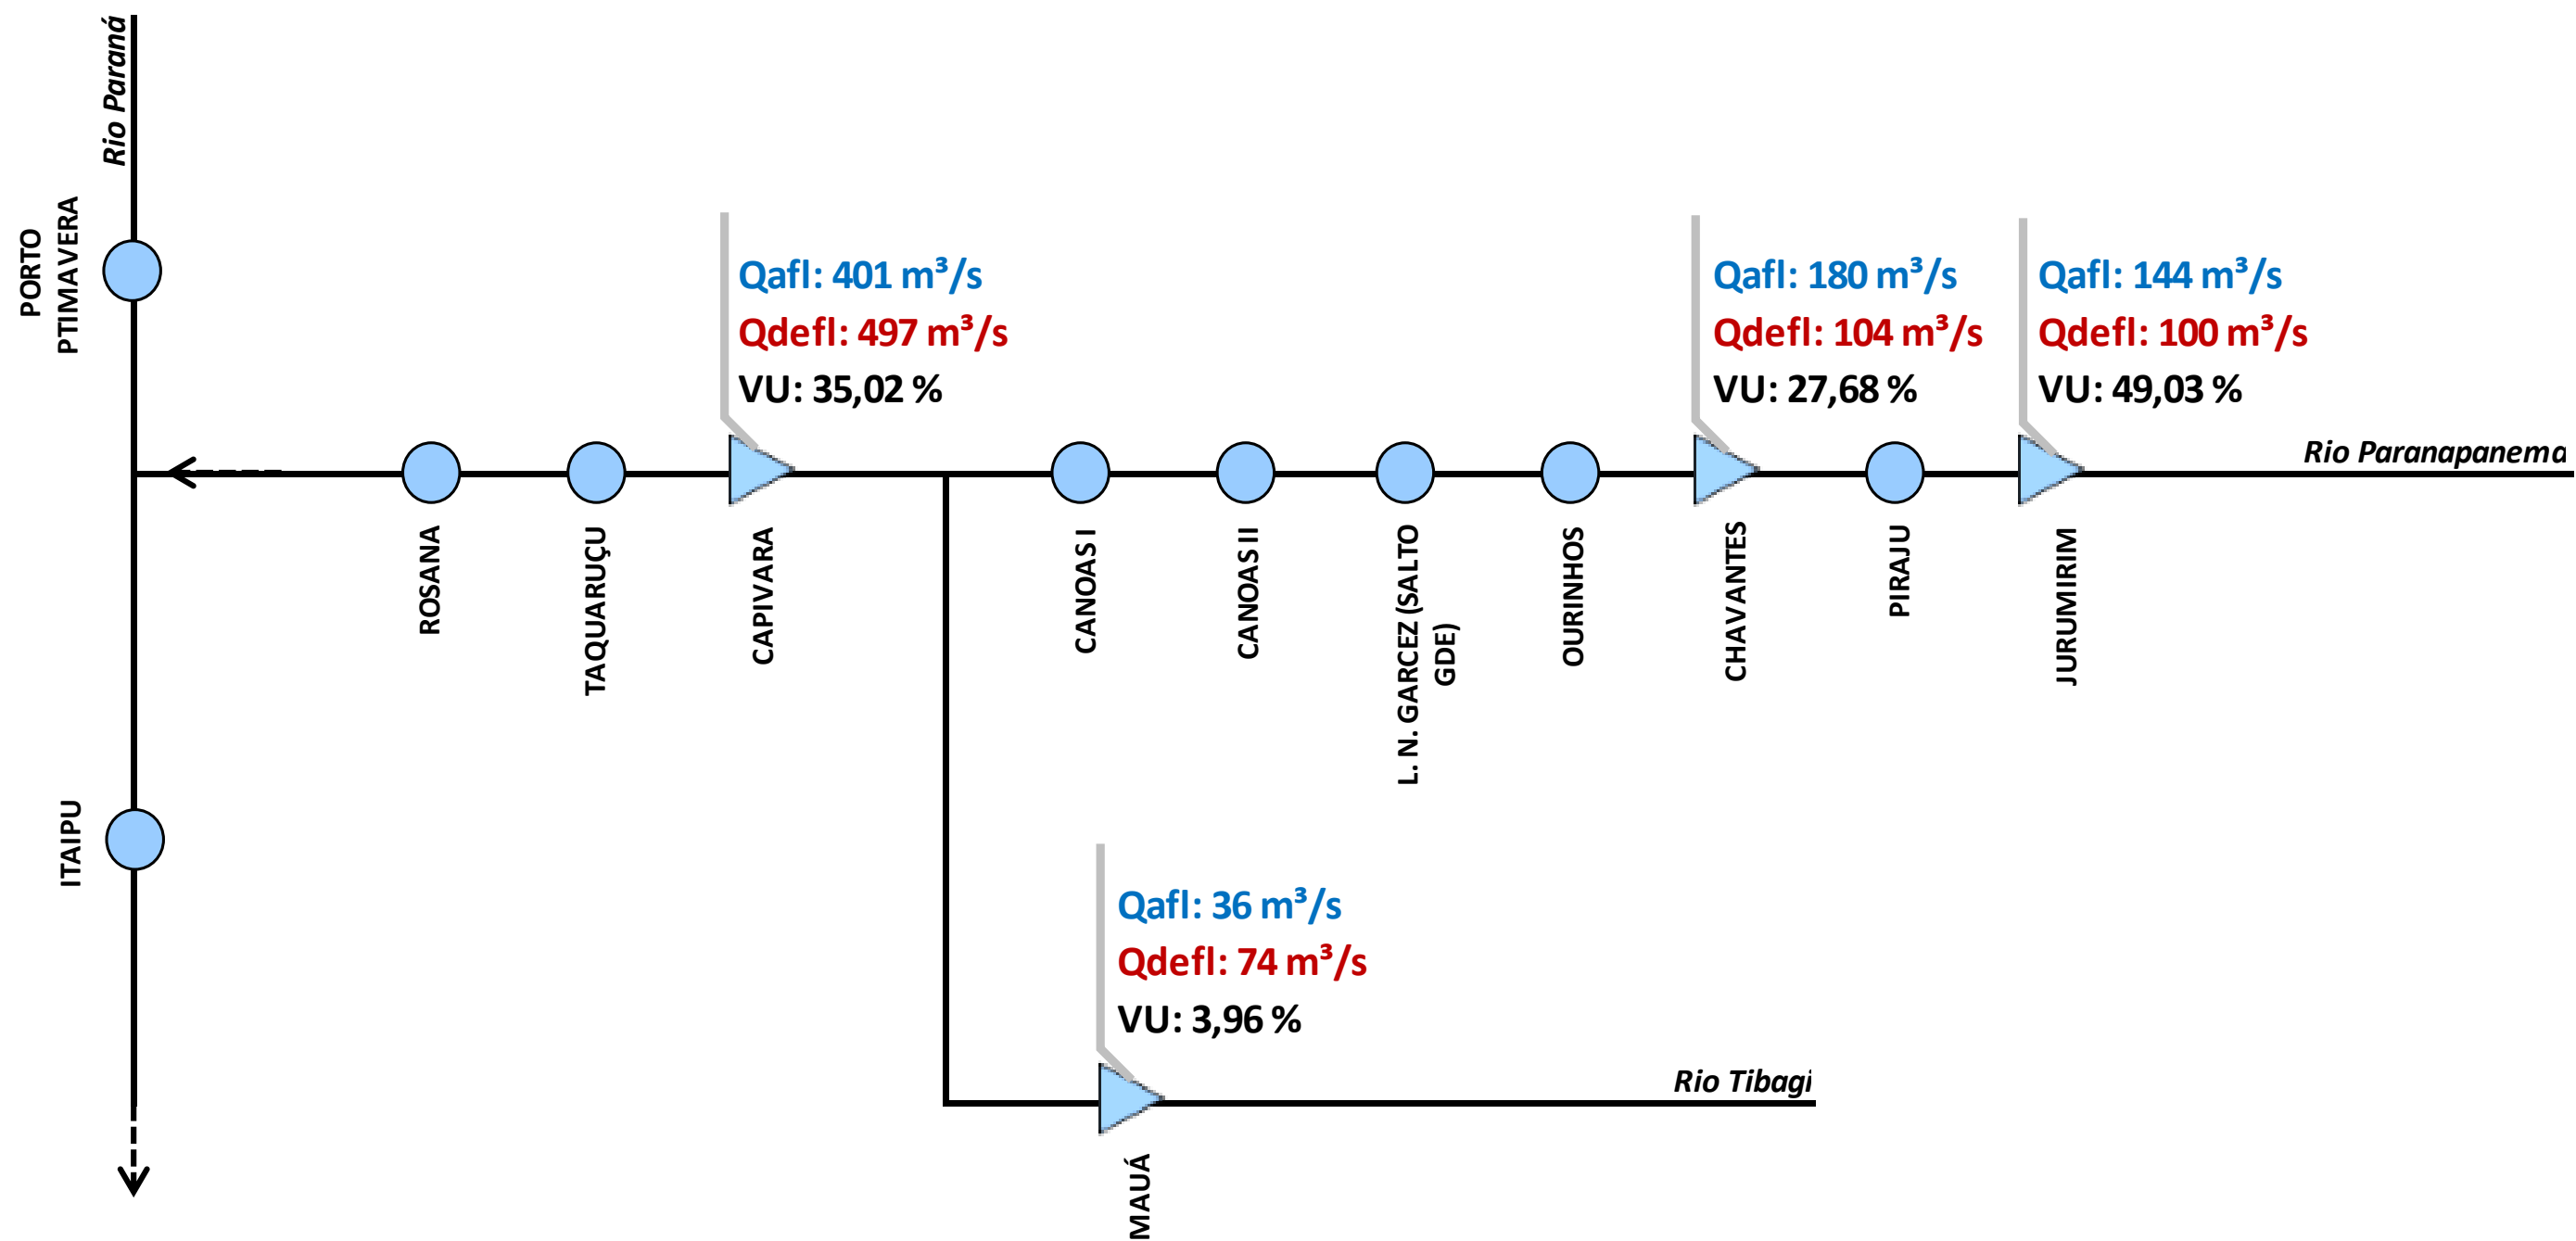 Rio Paraná
PORTO
PTIMAVERA
Qafl: 401 m³/s
Qdefl: 497 m³/s
VU: 35,02 %
Qafl: 180 m³/s
Qdefl: 104 m³/s
VU: 27,68 %
Qafl: 144 m³/s
Qdefl: 100 m³/s
VU: 49,03 %
Rio Paranapanema
ROSANA
TAQUARUÇU
CAPIVARA
CANOAS I
CANOAS II
L. N. GARCEZ (SALTO
GDE)
OURINHOS
CHAVANTES
PIRAJU
JURUMIRIM
ITAIPU
Qafl: 36 m³/s
Qdefl: 74 m³/s
VU: 3,96 %
Rio Tibagi
MAUÁ